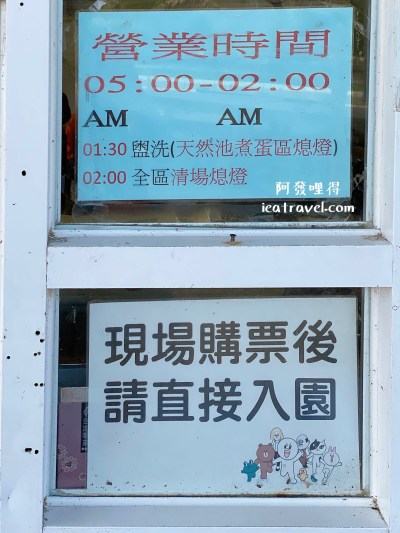 營業時間
05:00-02:00
AM AM
01:30 盥洗(天然池煮蛋區熄燈)
02:00 全區清場熄燈
阿發哩得
ieatravel.com
現場購票後
請直接入園